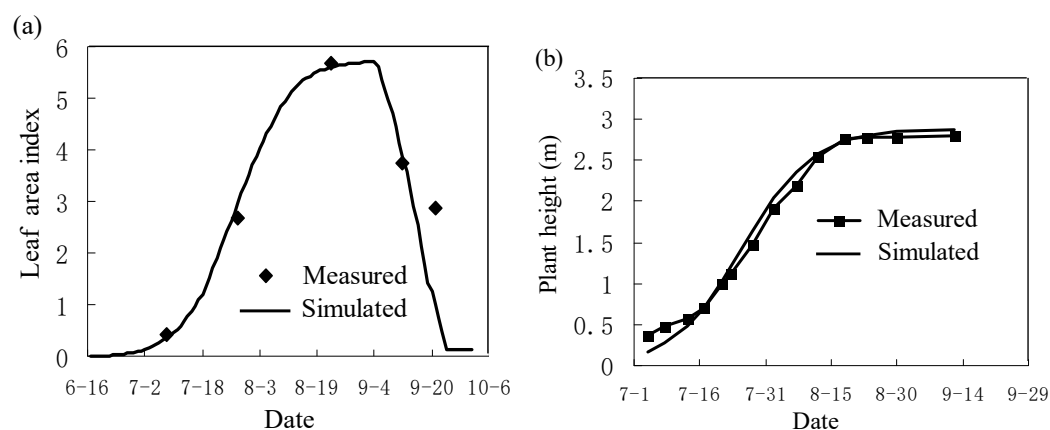 (a)
6
5
4
3
2
1
0
Leaf area index
Measured
Simulated
6-16 7-2 7-18 8-3 8-19 9-4 9-20 10-6
Date
(b)
3.5
3
2.5
2
1.5
1
0.5
0
Plant height (m)
Measured
Simulated
7-1 7-16 7-31 8-15 8-30 9-14 9-29
Date